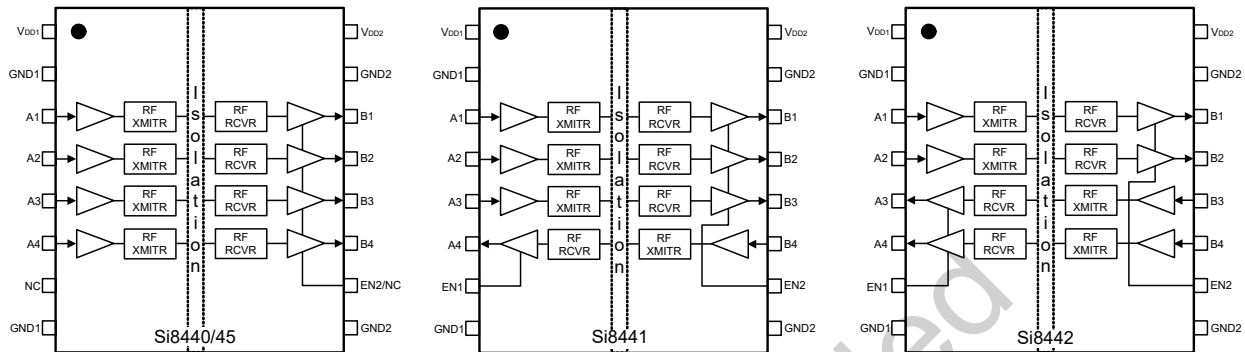 VDD1 VDD2
GND1 GND2
A1 RF XMITR RF RCVR B1
A2 RF XMITR RF RCVR B2
A3 RF XMITR RF RCVR B3
A4 RF XMITR RF RCVR B4
Isolation
NC EN2/NC
GND1 GND2
Si8440/45
VDD1 VDD2
GND1 GND2
A1 RF XMITR RF RCVR B1
A2 RF XMITR RF RCVR B2
A3 RF XMITR RF RCVR B3
A4 RF RCVR RF XMITR B4
Isolation
EN1 EN2
GND1 GND2
Si8441
VDD1 VDD2
GND1 GND2
A1 RF XMITR RF RCVR B1
A2 RF XMITR RF RCVR B2
A3 RF RCVR RF XMITR B3
A4 RF RCVR RF XMITR B4
Isolation
EN1 EN2
GND1 GND2
Si8442